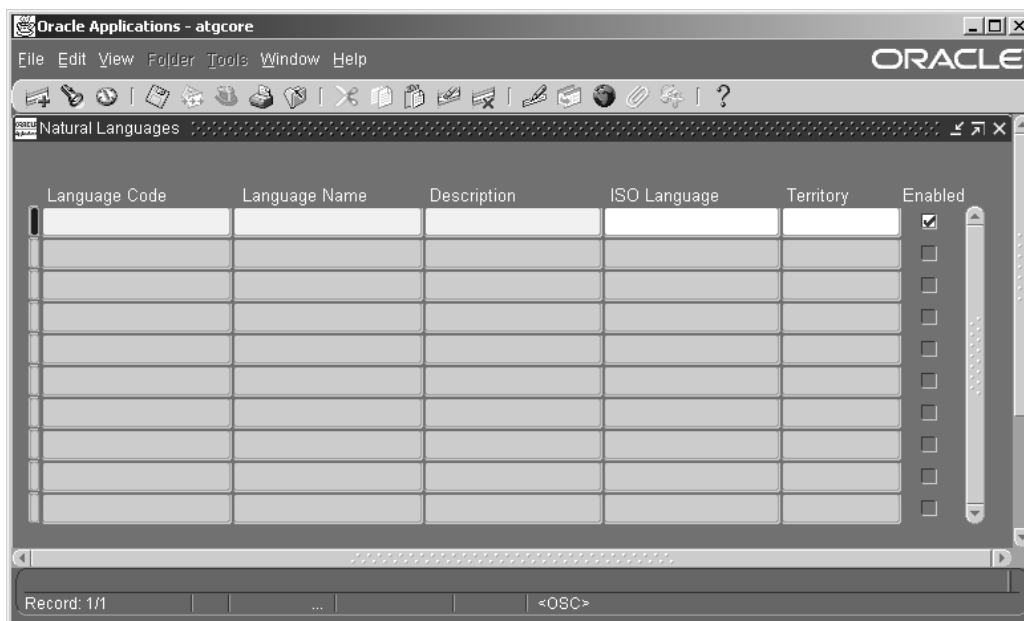 Oracle Applications - atgcore
File Edit View Folder Tools Window Help
ORACLE
Natural Languages
Language Code Language Name Description ISO Language Territory Enabled
Record: 1/1 ... <OSC>